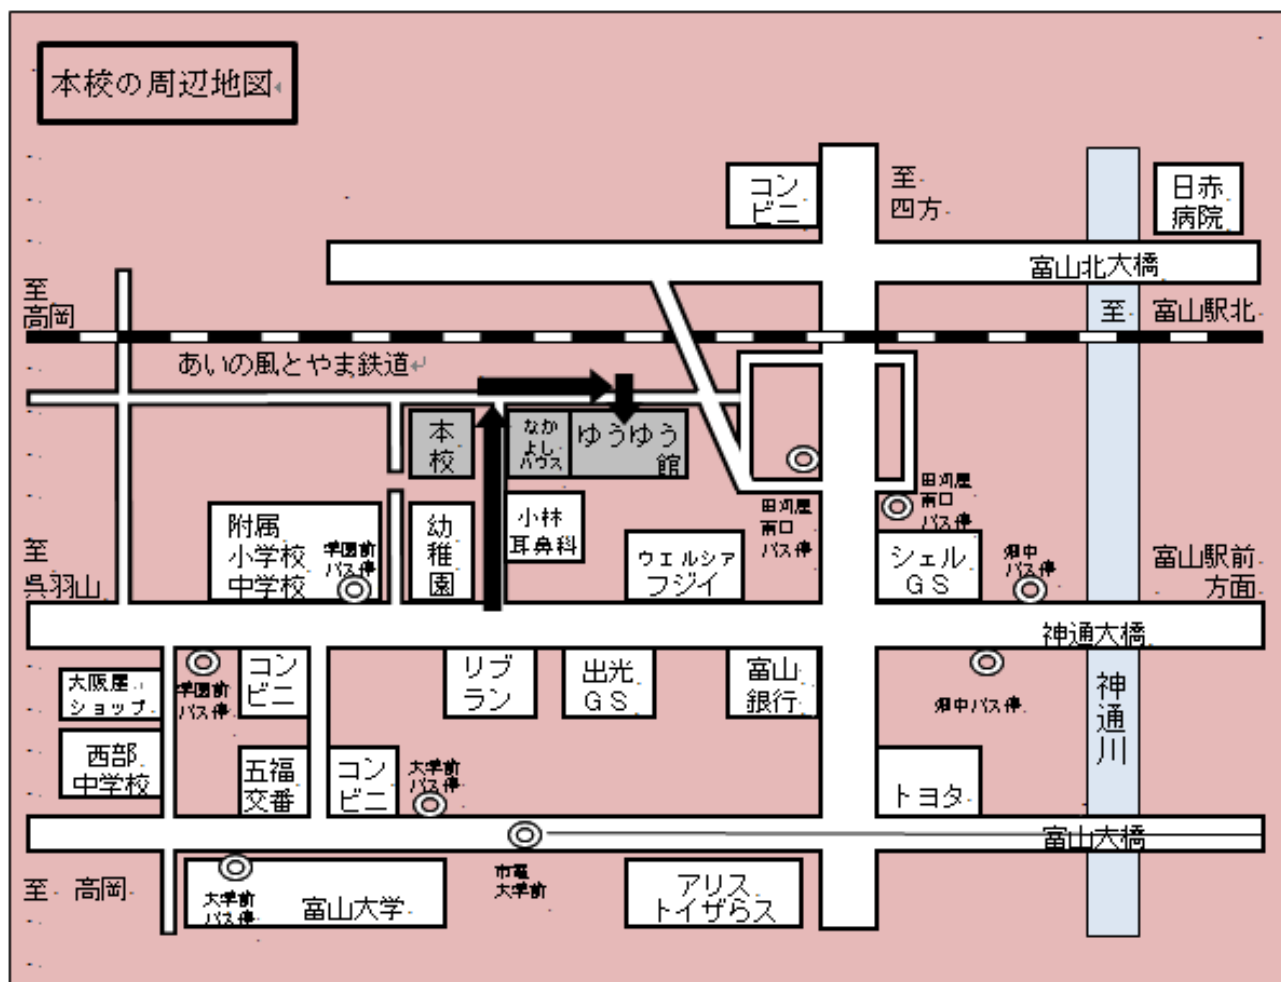 本校の周辺地図
コン
ビニ
至
四方
日赤
病院
富山北大橋
至
高岡
至 富山駅北
あいの風とやま鉄道
本
校
なか
よし
ハウス
ゆうゆう
館
田刈屋
南口
バス停
田刈屋
南口
バス停
附属
小学校
中学校
学園前
バス停
幼
稚
園
小林
耳鼻科
ウエルシア
フジイ
シェル
GS
畑中
バス停
至
呉羽山
富山駅前
方面
神通大橋
大阪屋
ショップ
学園前
バス停
コン
ビニ
リブ
ラン
出光
GS
富山
銀行
畑中バス停
神
通
川
西部
中学校
五福
交番
コン
ビニ
大学前
バス停
トヨタ
富山大橋
至 高岡
大学前
バス停
富山大学
市電
大学前
アリス
トイザらス